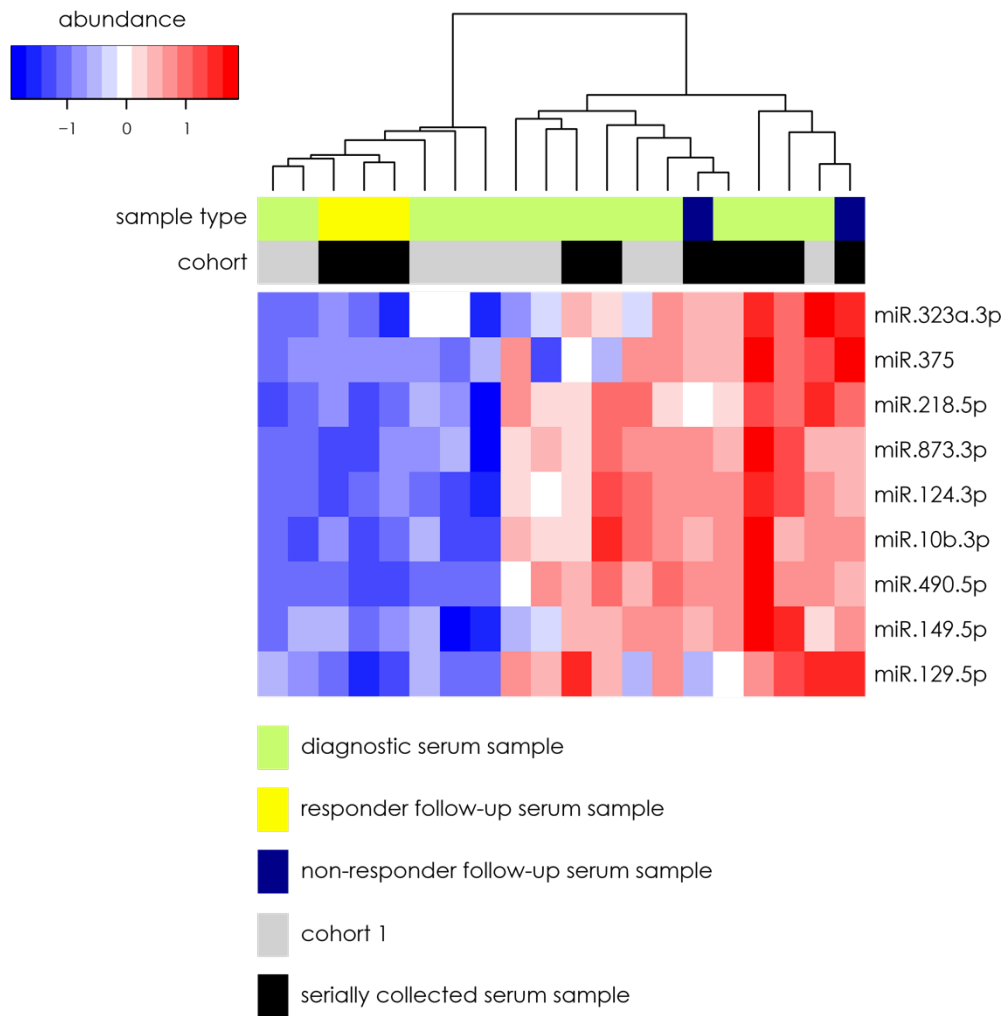 abundance
−1 0 1
sample type
cohort
miR.323a.3p
miR.375
miR.218.5p
miR.873.3p
miR.124.3p
miR.10b.3p
miR.490.5p
miR.149.5p
miR.129.5p
diagnostic serum sample
responder follow-up serum sample
non-responder follow-up serum sample
cohort 1
serially collected serum sample